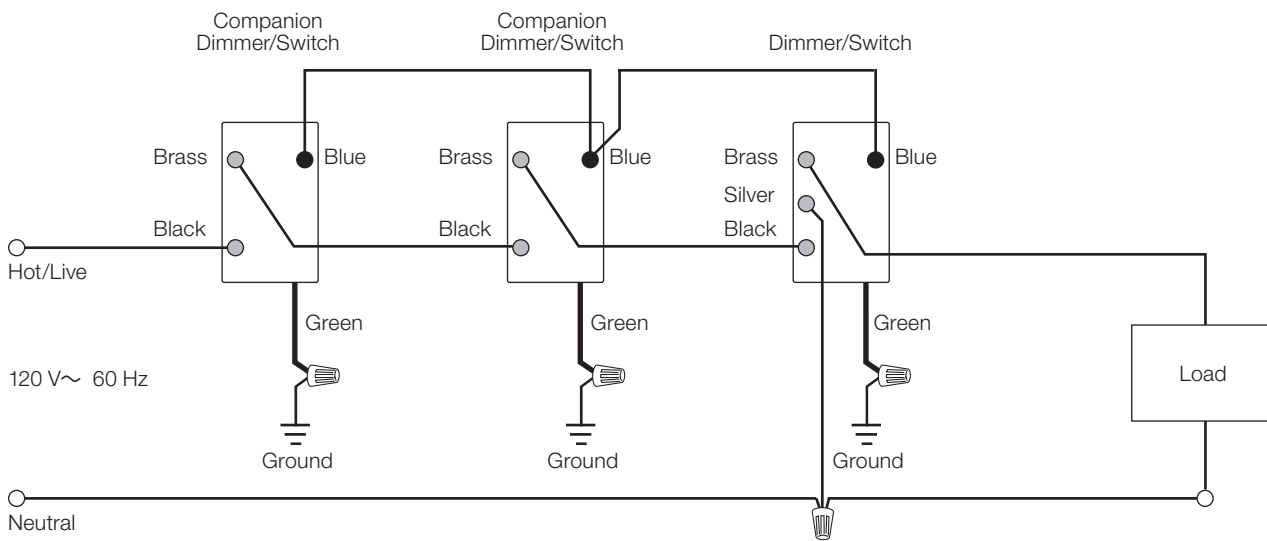 Companion
Dimmer/Switch
Companion
Dimmer/Switch
Dimmer/Switch
Brass
Blue
Brass
Blue
Brass
Blue
Silver
Black
Black
Black
Hot/Live
Green
Green
Green
120 V~ 60 Hz
Load
Ground
Ground
Ground
Neutral